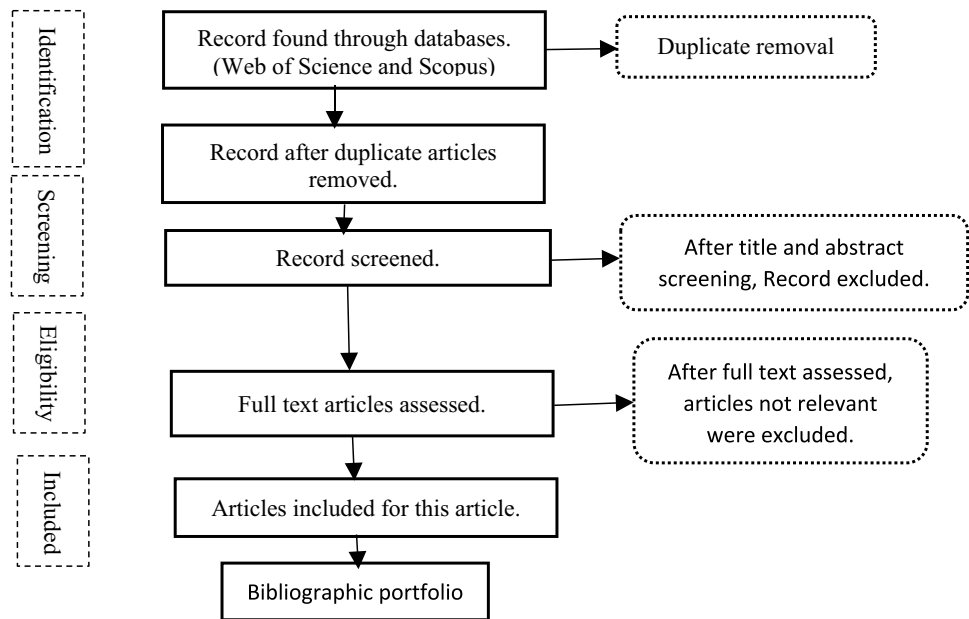 Identification
Record found through databases.
(Web of Science and Scopus)
Duplicate removal
Record after duplicate articles
removed.
Screening
Record screened.
After title and abstract
screening, Record excluded.
Eligibility
Full text articles assessed.
After full text assessed,
articles not relevant
were excluded.
Included
Articles included for this article.
Bibliographic portfolio